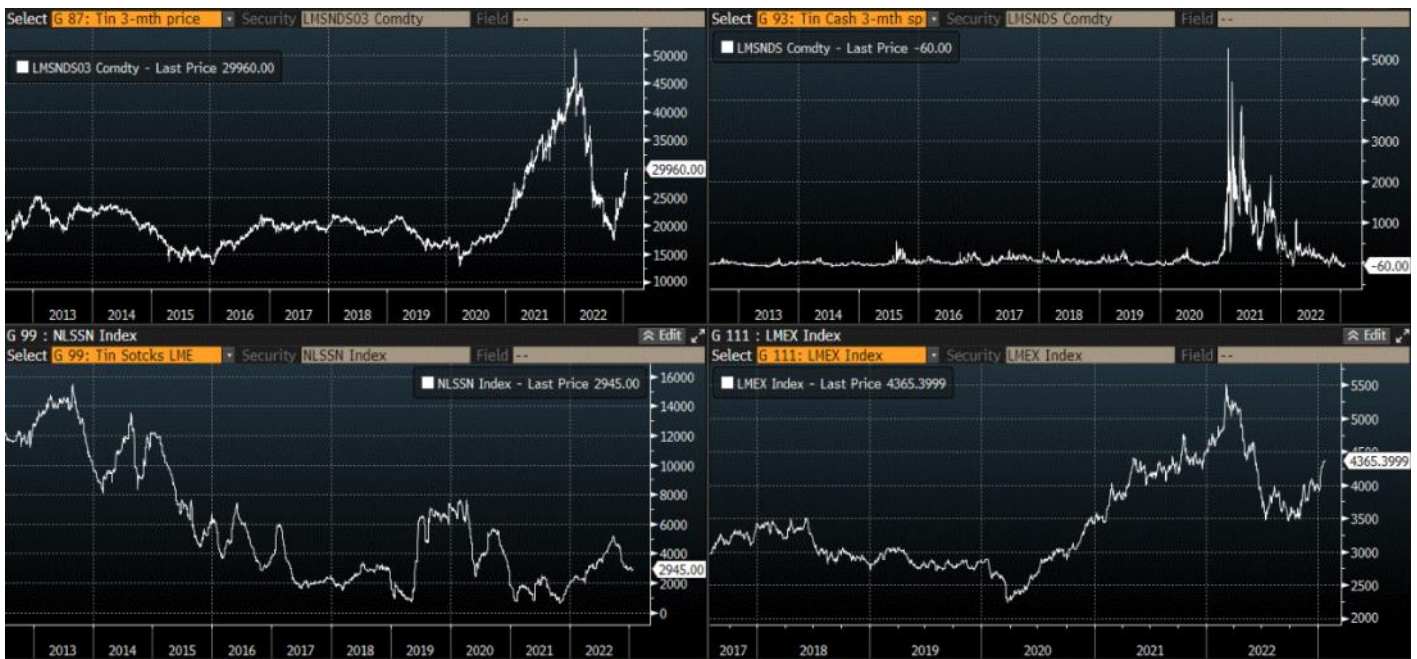 Select G 87: Tin 3-mth price Security LMSNDS03 Comdty Field --
LMSNDS03 Comdty - Last Price 29960.00
50000
45000
40000
35000
29960.00
25000
20000
15000
10000
2013 2014 2015 2016 2017 2018 2019 2020 2021 2022
Select G 93: Tin Cash 3-mth sp Security LMSNDS Comdty Field --
LMSNDS Comdty - Last Price -60.00
5000
4000
3000
2000
1000
-60.00
2013 2014 2015 2016 2017 2018 2019 2020 2021 2022
G 99 : NLSSN Index Edit
Select G 99: Tin Sotcks LME Security NLSSN Index Field --
NLSSN Index - Last Price 2945.00
16000
14000
12000
10000
8000
6000
4000
2945.00
2000
0
2013 2014 2015 2016 2017 2018 2019 2020 2021 2022
G 111 : LMEX Index Edit
Select G 111: LMEX Index Security LMEX Index Field --
LMEX Index - Last Price 4365.3999
5500
5000
4365.3999
4000
3500
3000
2500
2000
2017 2018 2019 2020 2021 2022